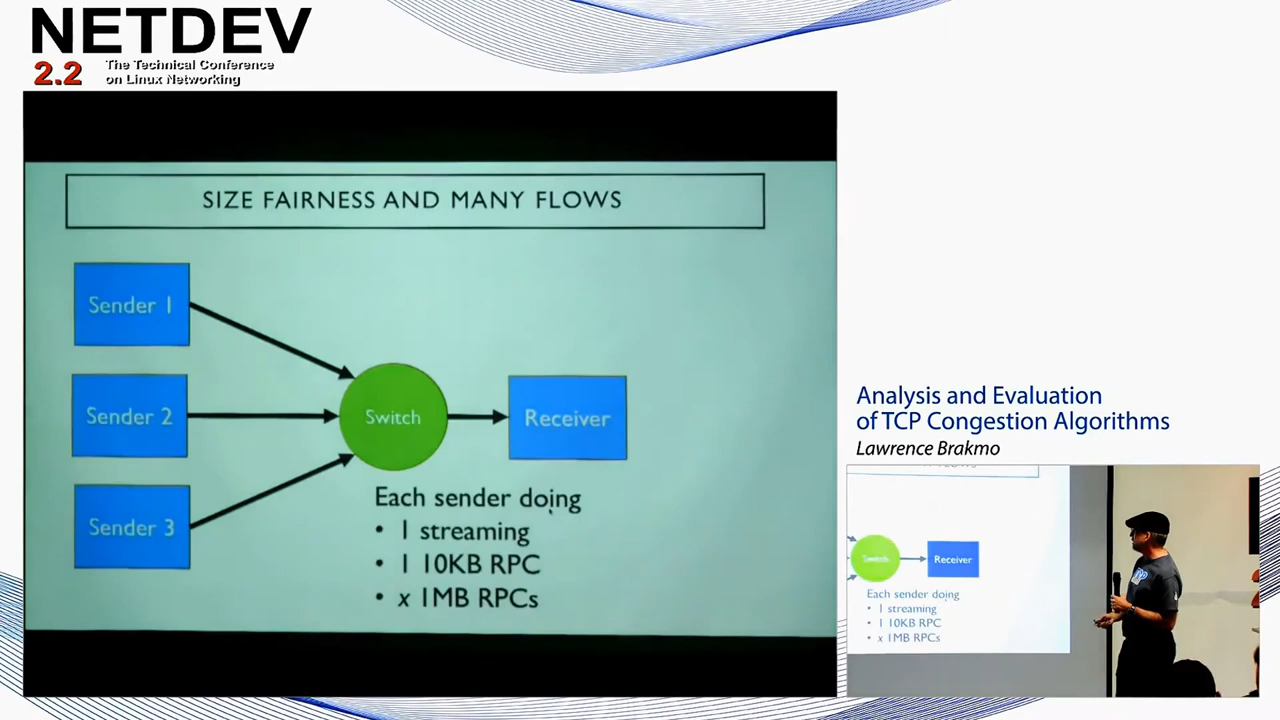 NETDEV
2.2
The Technical Conference
on Linux Networking
SIZE FAIRNESS AND MANY FLOWS
Sender 1
Sender 2
Sender 3
Switch
Receiver
Each sender doing
• 1 streaming
• 1 10KB RPC
• x 1MB RPCs
Analysis and Evaluation
of TCP Congestion Algorithms
Lawrence Brakmo
Switch
Receiver
Each sender doing
• 1 streaming
• 1 10KB RPC
• x 1MB RPCs